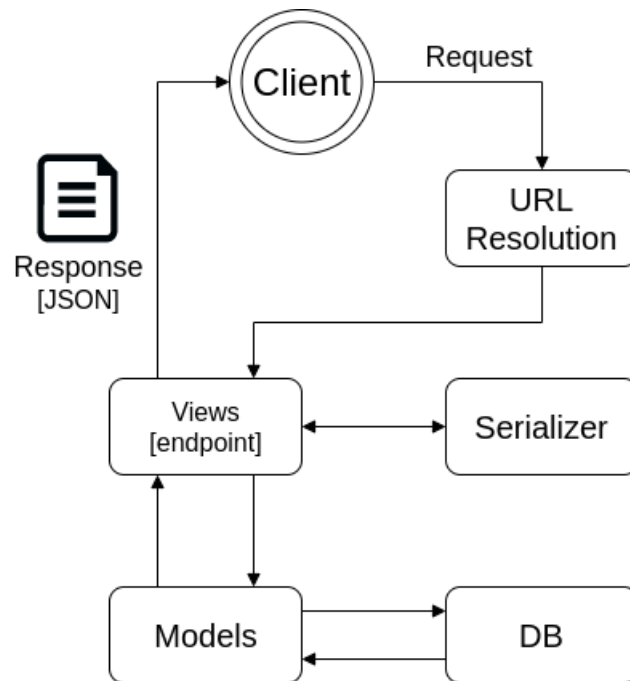 Client
Request
URL
Resolution
Response
[JSON]
Views
[endpoint]
Serializer
Models
DB